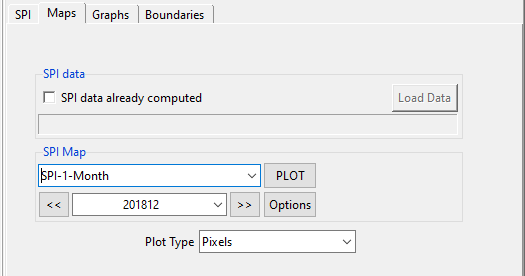 SPI Maps Graphs Boundaries
SPI data
SPI data already computed Load Data
SPI Map
SPI-1-Month PLOT
<< 201812 >> Options
Plot Type Pixels